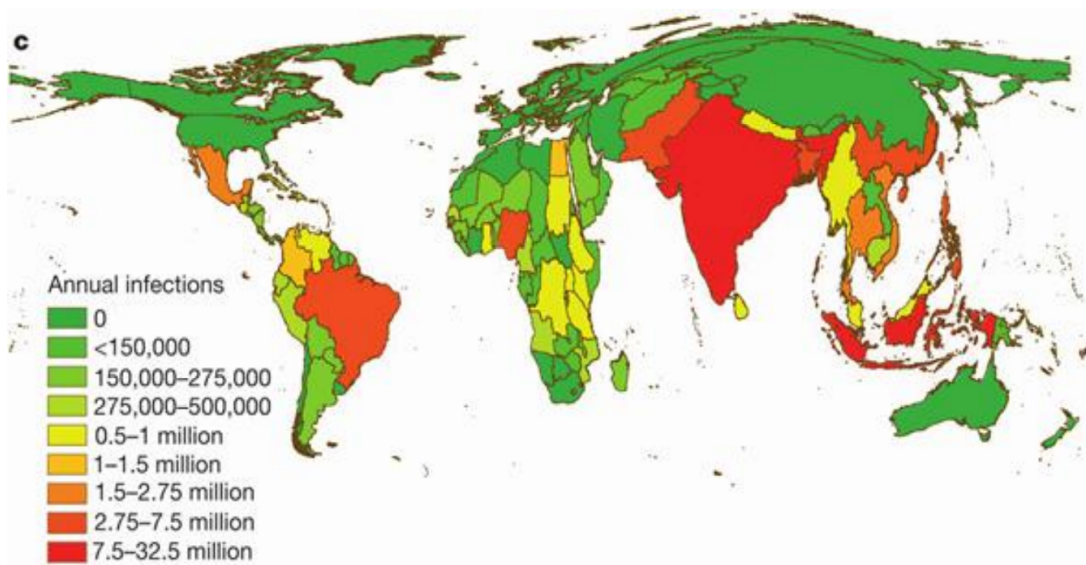 c
Annual infections
0
<150,000
150,000–275,000
275,000–500,000
0.5–1 million
1–1.5 million
1.5–2.75 million
2.75–7.5 million
7.5–32.5 million